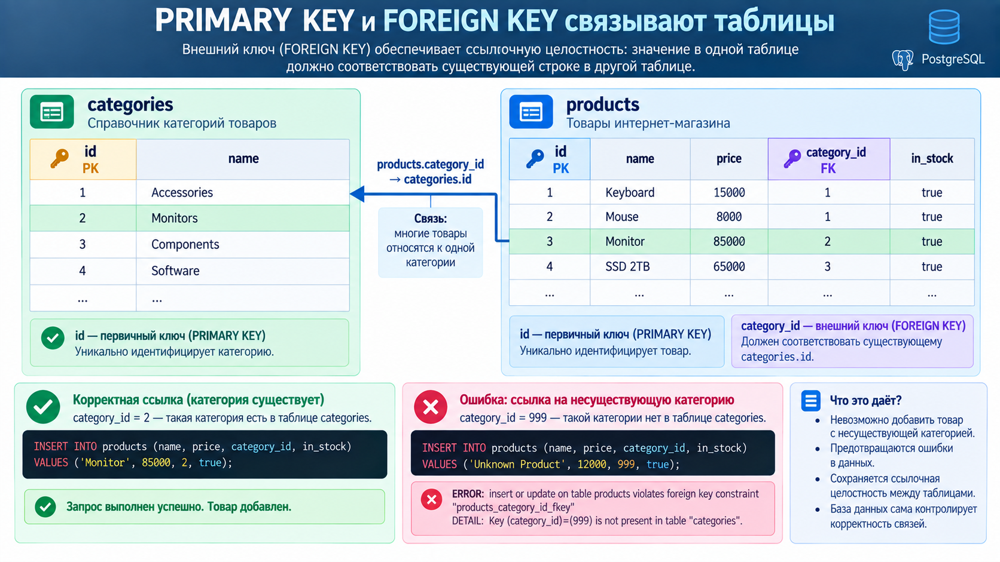 PRIMARY KEY и FOREIGN KEY связывают таблицы
Внешний ключ (FOREIGN KEY) обеспечивает ссылочную целостность: значение в одной таблице
должно соответствовать существующей строке в другой таблице.
PostgreSQL
categories
Справочник категорий товаров
id PK name
1 Accessories
2 Monitors
3 Components
4 Software
... ...
id — первичный ключ (PRIMARY KEY)
Уникально идентифицирует категорию.
products.category_id
→ categories.id
Связь:
многие товары
относятся к одной
категории
products
Товары интернет-магазина
id PK name price category_id FK in_stock
1 Keyboard 15000 1 true
2 Mouse 8000 1 true
3 Monitor 85000 2 true
4 SSD 2TB 65000 3 true
... ... ... ... ...
id — первичный ключ (PRIMARY KEY)
Уникально идентифицирует товар.
category_id — внешний ключ (FOREIGN KEY)
Должен соответствовать существующему
categories.id.
Корректная ссылка (категория существует)
category_id = 2 — такая категория есть в таблице categories.
INSERT INTO products (name, price, category_id, in_stock)
VALUES ('Monitor', 85000, 2, true);
Запрос выполнен успешно. Товар добавлен.
Ошибка: ссылка на несуществующую категорию
category_id = 999 — такой категории нет в таблице categories.
INSERT INTO products (name, price, category_id, in_stock)
VALUES ('Unknown Product', 12000, 999, true);
ERROR: insert or update on table products violates foreign key constraint
"products_category_id_fkey"
DETAIL: Key (category_id)=(999) is not present in table "categories".
Что это даёт?
• Невозможно добавить товар
с несуществующей категорией.
• Предотвращаются ошибки
в данных.
• Сохраняется ссылочная
целостность между таблицами.
• База данных сама контролирует
корректность связей.